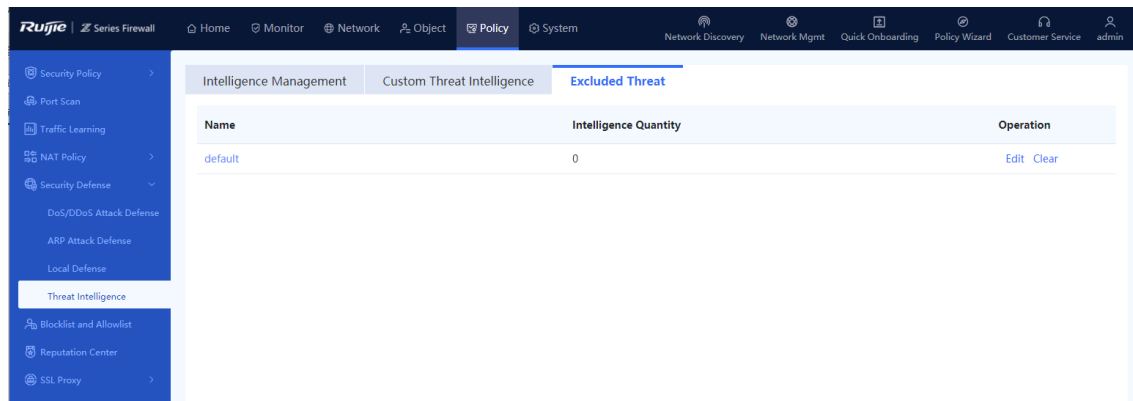 Ruijie | Z Series Firewall Home Monitor Network Object Policy System Network Discovery Network Mgmt Quick Onboarding Policy Wizard Customer Service admin
Security Policy
Port Scan
Traffic Learning
NAT Policy
Security Defense
DoS/DDoS Attack Defense
ARP Attack Defense
Local Defense
Threat Intelligence
Blocklist and Allowlist
Reputation Center
SSL Proxy
Intelligence Management Custom Threat Intelligence Excluded Threat
Name Intelligence Quantity Operation
default 0 Edit Clear